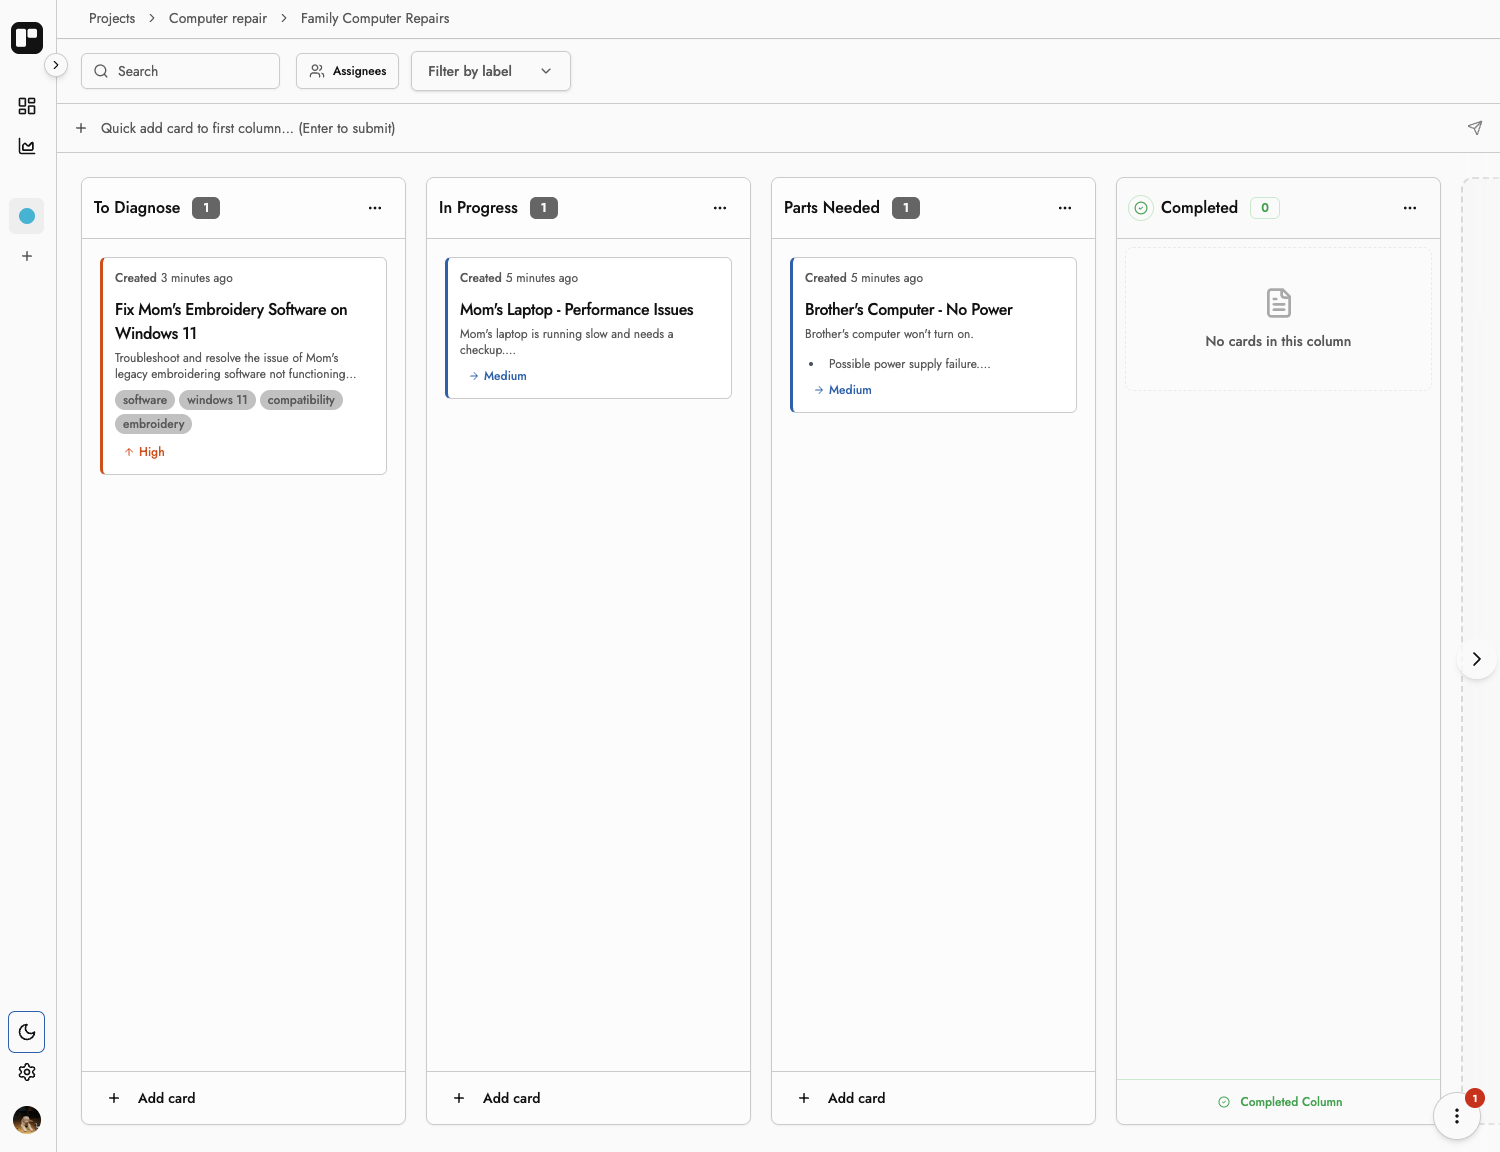 Projects > Computer repair > Family Computer Repairs
Search
Assignees
Filter by label
Quick add card to first column... (Enter to submit)
To Diagnose 1
Created 3 minutes ago
Fix Mom's Embroidery Software on
Windows 11
Troubleshoot and resolve the issue of Mom's
legacy embroidering software not functioning...
software windows 11 compatibility
embroidery
High
Add card
In Progress 1
Created 5 minutes ago
Mom's Laptop - Performance Issues
Mom's laptop is running slow and needs a
checkup....
Medium
Add card
Parts Needed 1
Created 5 minutes ago
Brother's Computer - No Power
Brother's computer won't turn on.
• Possible power supply failure....
Medium
Add card
Completed 0
No cards in this column
Completed Column
1